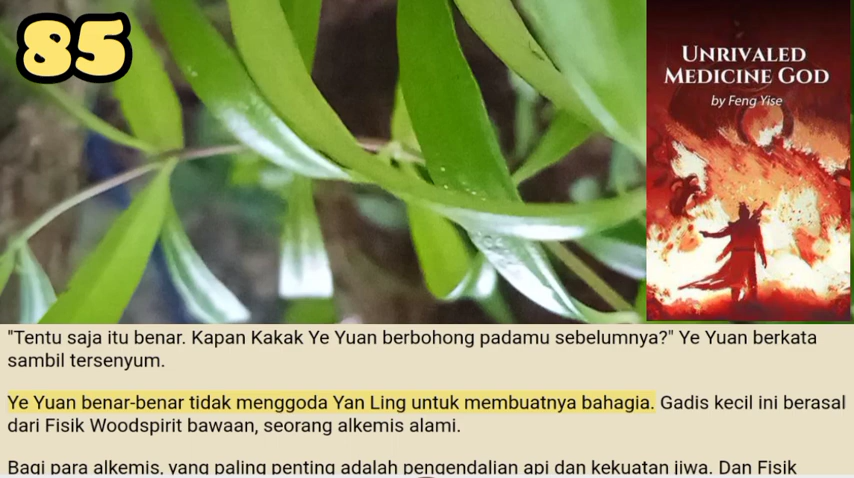 85
UNRIVALED
MEDICINE GOD
by Feng Yise
"Tentu saja itu benar. Kapan Kakak Ye Yuan berbohong padamu sebelumnya?" Ye Yuan berkata
sambil tersenyum.
Ye Yuan benar-benar tidak menggoda Yan Ling untuk membuatnya bahagia. Gadis kecil ini berasal
dari Fisik Woodspirit bawaan, seorang alkemis alami.
Bagi para alkemis, yang paling penting adalah pengendalian api dan kekuatan jiwa. Dan Fisik